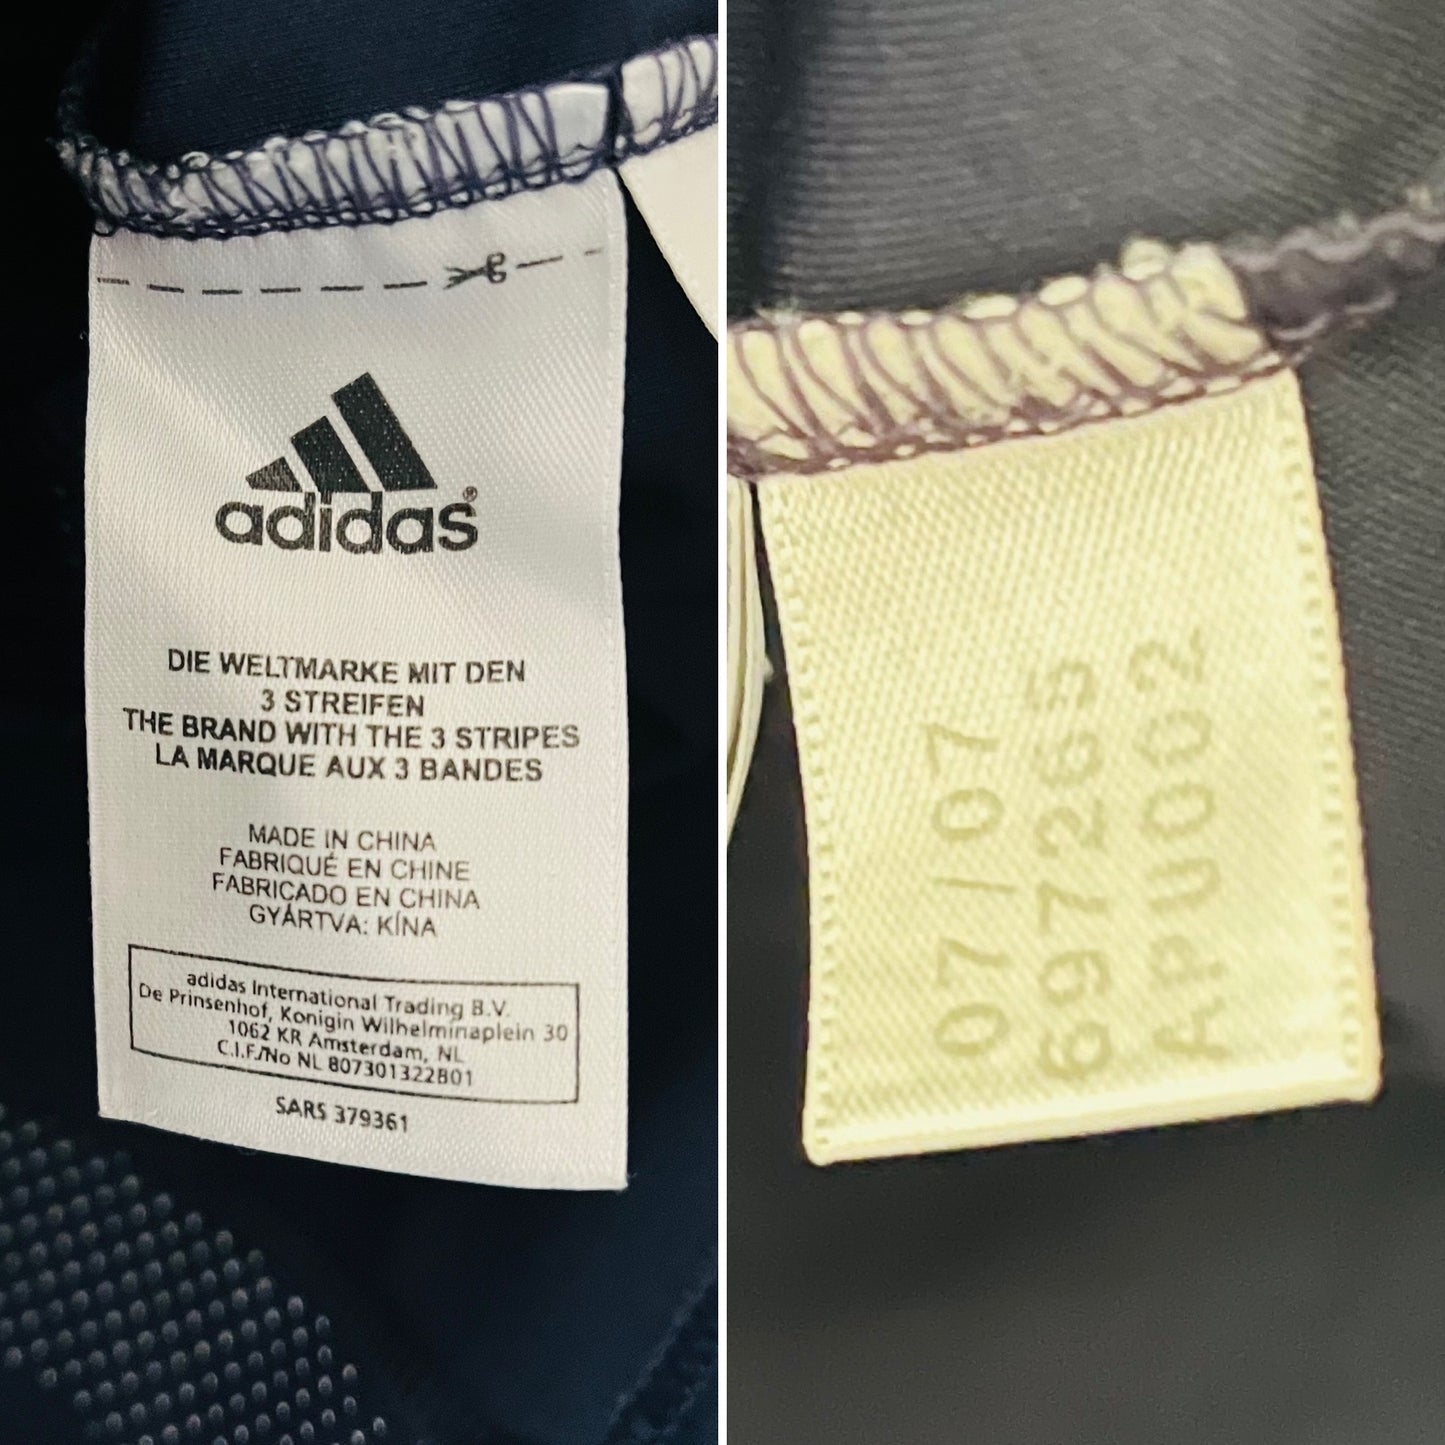 adidas®
DIE WELTMARKE MIT DEN
3 STREIFEN
THE BRAND WITH THE 3 STRIPES
LA MARQUE AUX 3 BANDES
MADE IN CHINA
FABRIQUÉ EN CHINE
FABRICADO EN CHINA
GYÁRTVA: KÍNA
adidas International Trading B.V.
De Prinsenhof, Konigin Wilhelminaplein 30
1062 KR Amsterdam, NL
C.I.F./No NL 807301322B01
SARS 379361
07/07
697265
APU002